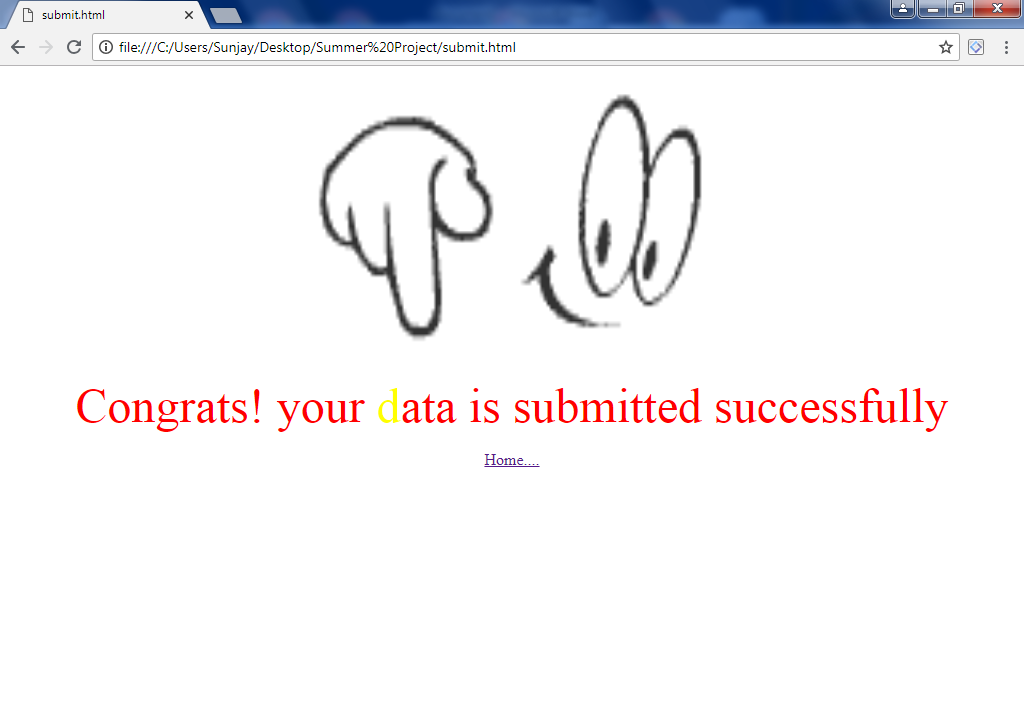 submit.html
file:///C:/Users/Sunjay/Desktop/Summer%20Project/submit.html
Congrats! your data is submitted successfully
Home....